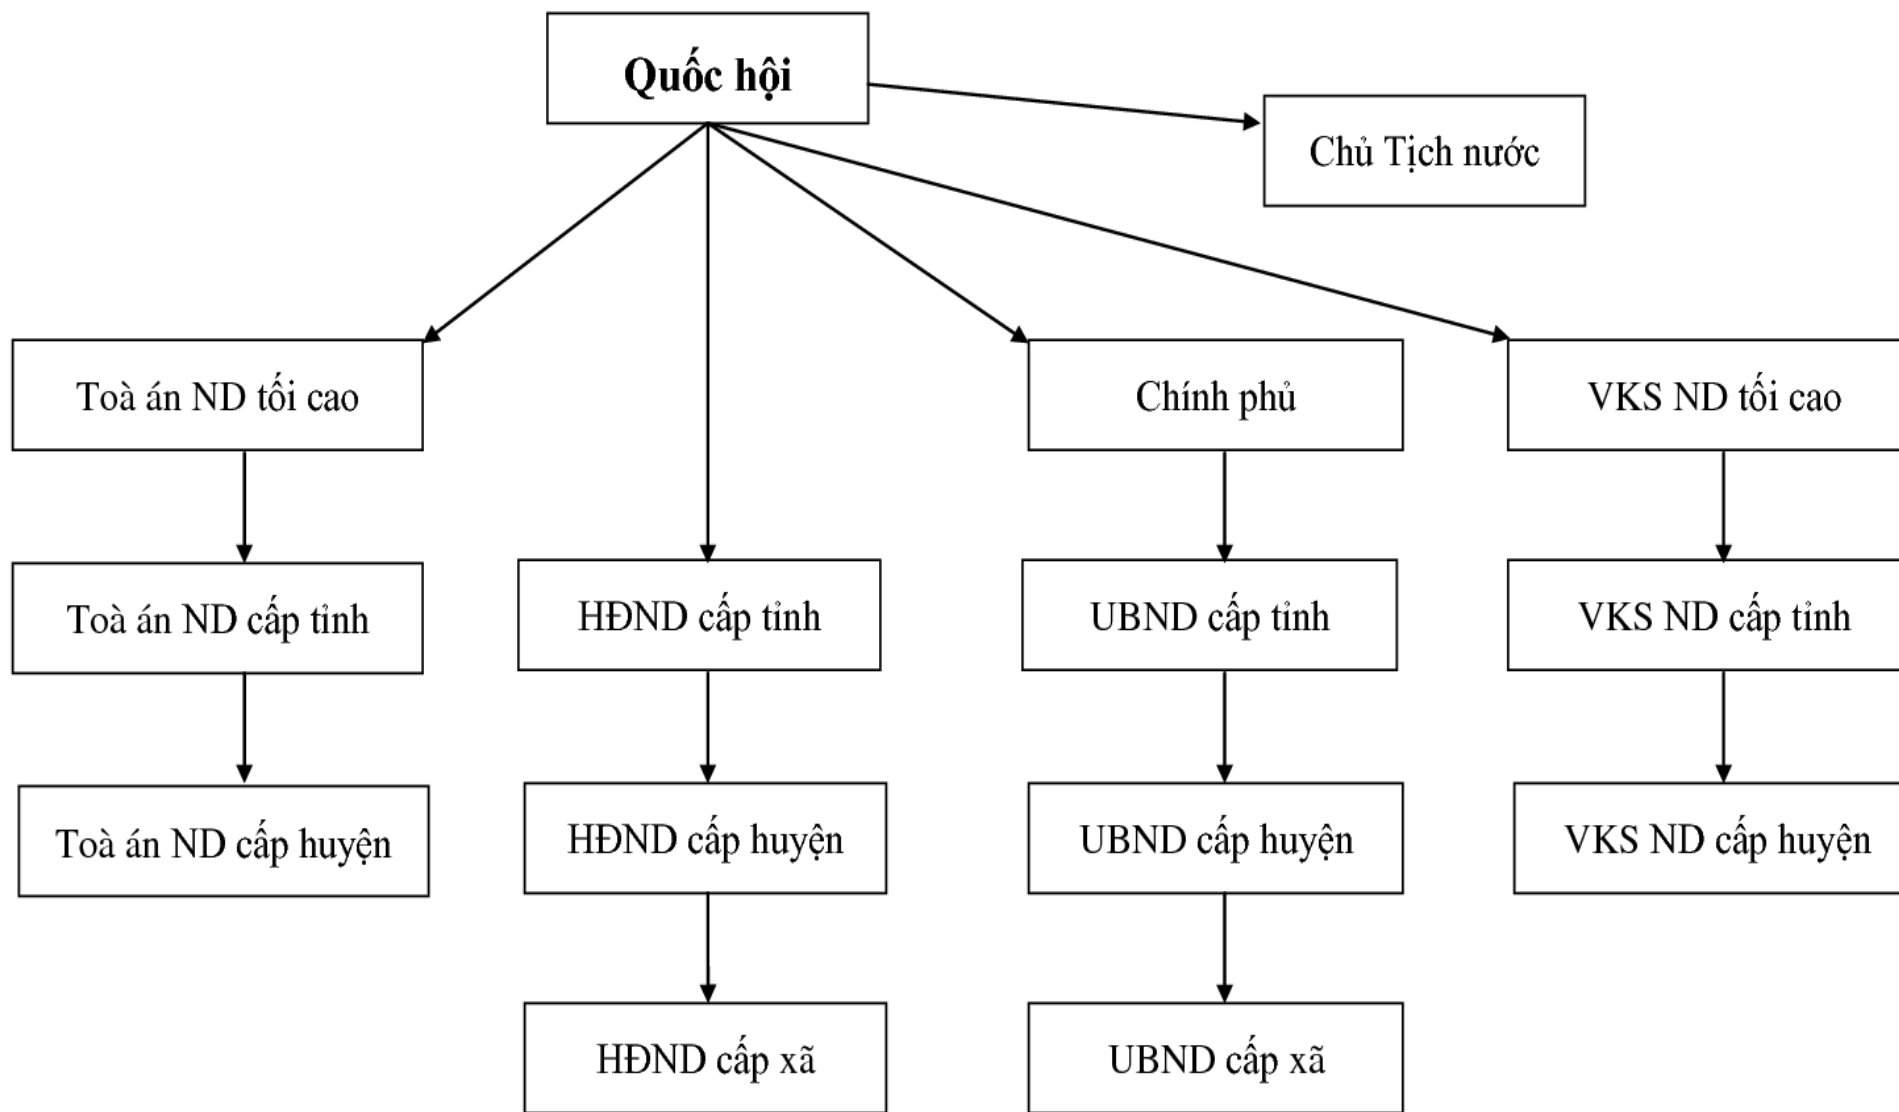 Quốc hội
Chủ Tịch nước
Toà án ND tối cao
Chính phủ
VKS ND tối cao
Toà án ND cấp tỉnh
HĐND cấp tỉnh
UBND cấp tỉnh
VKS ND cấp tỉnh
Toà án ND cấp huyện
HĐND cấp huyện
UBND cấp huyện
VKS ND cấp huyện
HĐND cấp xã
UBND cấp xã